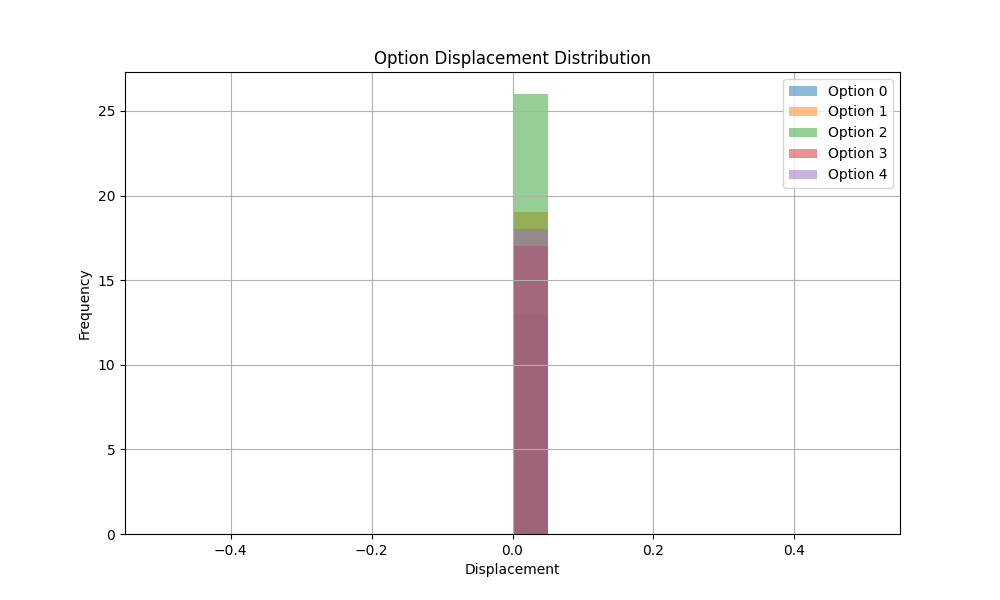 Option Displacement Distribution
Option 0
Option 1
Option 2
Option 3
Option 4
25
20
15
10
5
0
Frequency
−0.4 −0.2 0.0 0.2 0.4
Displacement